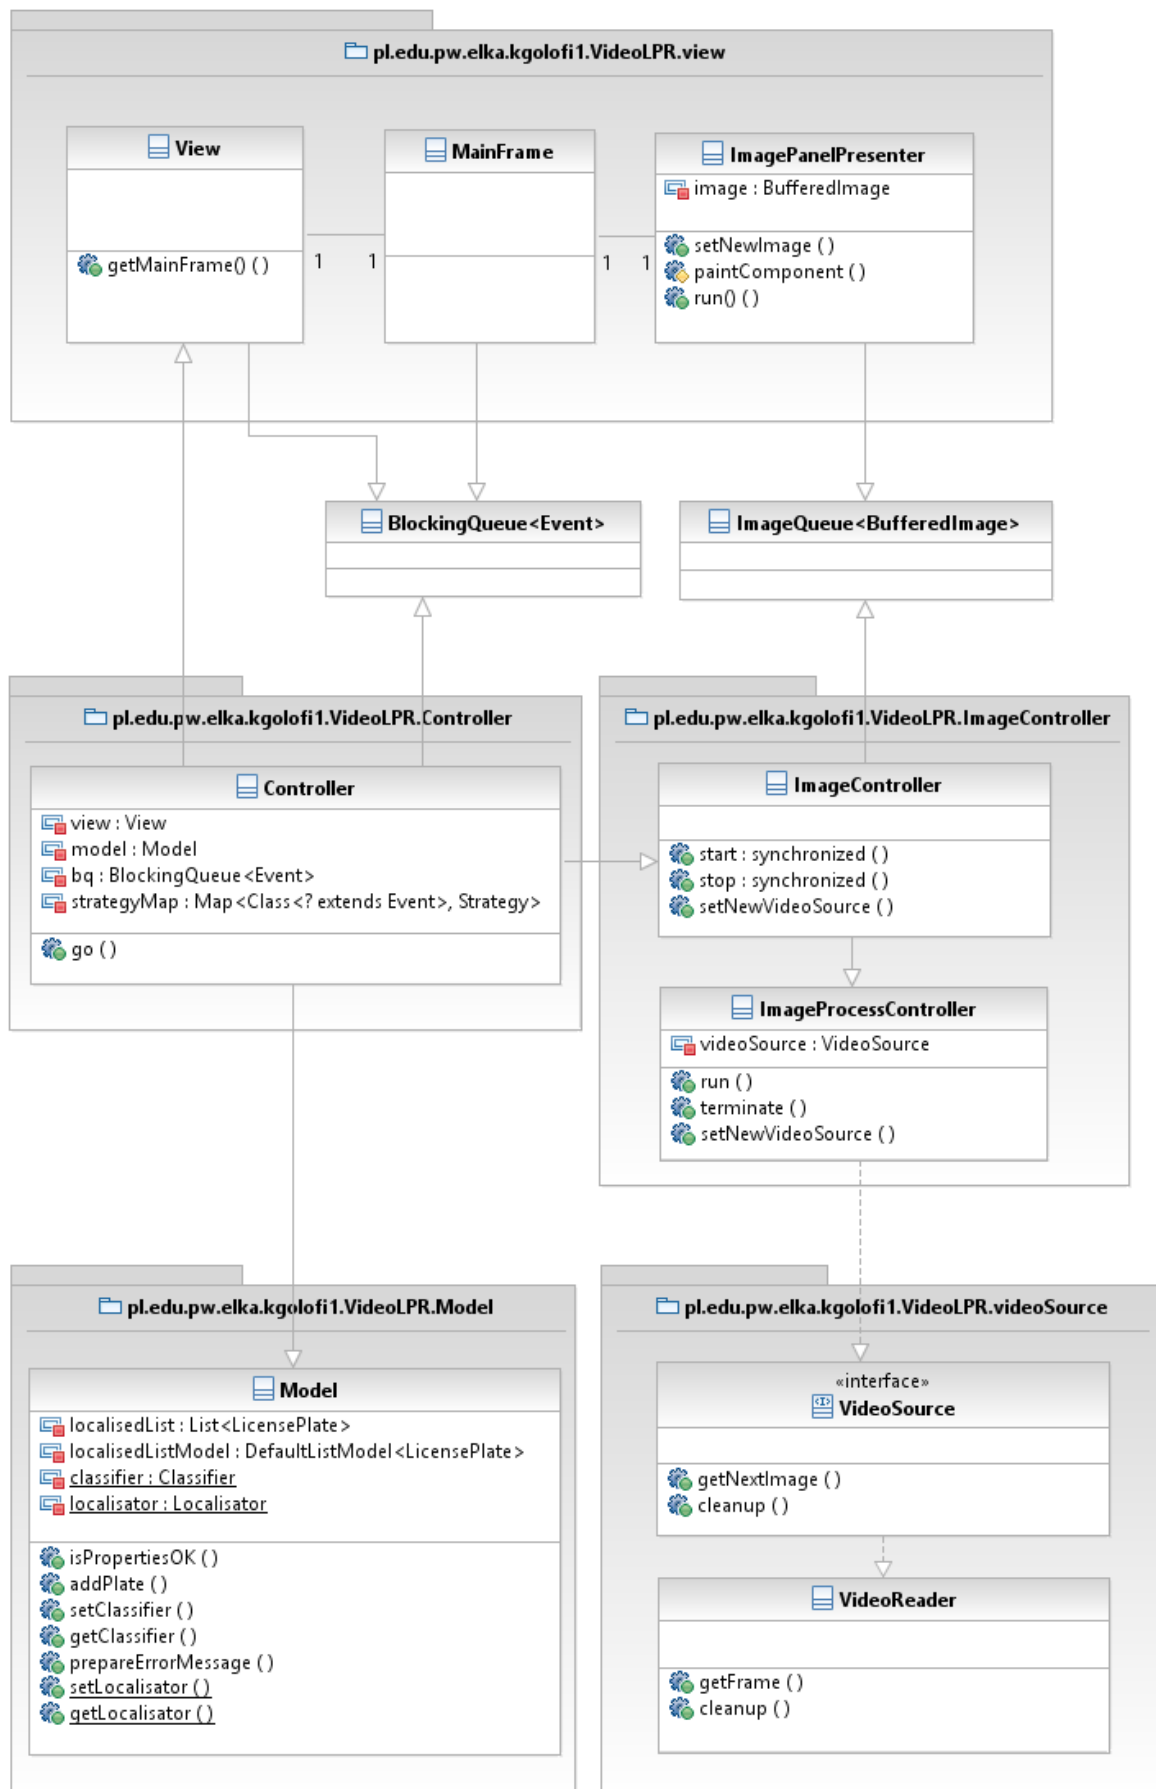 pl.edu.pw.elka.kgolofi1.VideoLPR.view
View
getMainFrame() ( )
1
1
MainFrame
1
1
ImagePanelPresenter
image : BufferedImage
setNewImage ( )
paintComponent ( )
run() ( )
BlockingQueue<Event>
ImageQueue<BufferedImage>
pl.edu.pw.elka.kgolofi1.VideoLPR.Controller
Controller
view : View
model : Model
bq : BlockingQueue<Event>
strategyMap : Map<Class<? extends Event>, Strategy>
go ( )
pl.edu.pw.elka.kgolofi1.VideoLPR.ImageController
ImageController
start : synchronized ( )
stop : synchronized ( )
setNewVideoSource ( )
ImageProcessController
videoSource : VideoSource
run ( )
terminate ( )
setNewVideoSource ( )
pl.edu.pw.elka.kgolofi1.VideoLPR.Model
Model
localisedList : List<LicensePlate>
localisedListModel : DefaultListModel<LicensePlate>
classifier : Classifier
localisator : Localisator
isPropertiesOK ( )
addPlate ( )
setClassifier ( )
getClassifier ( )
prepareErrorMessage ( )
setLocalisator ( )
getLocalisator ( )
pl.edu.pw.elka.kgolofi1.VideoLPR.videoSource
«interface»
VideoSource
getNextImage ( )
cleanup ( )
VideoReader
getFrame ( )
cleanup ( )